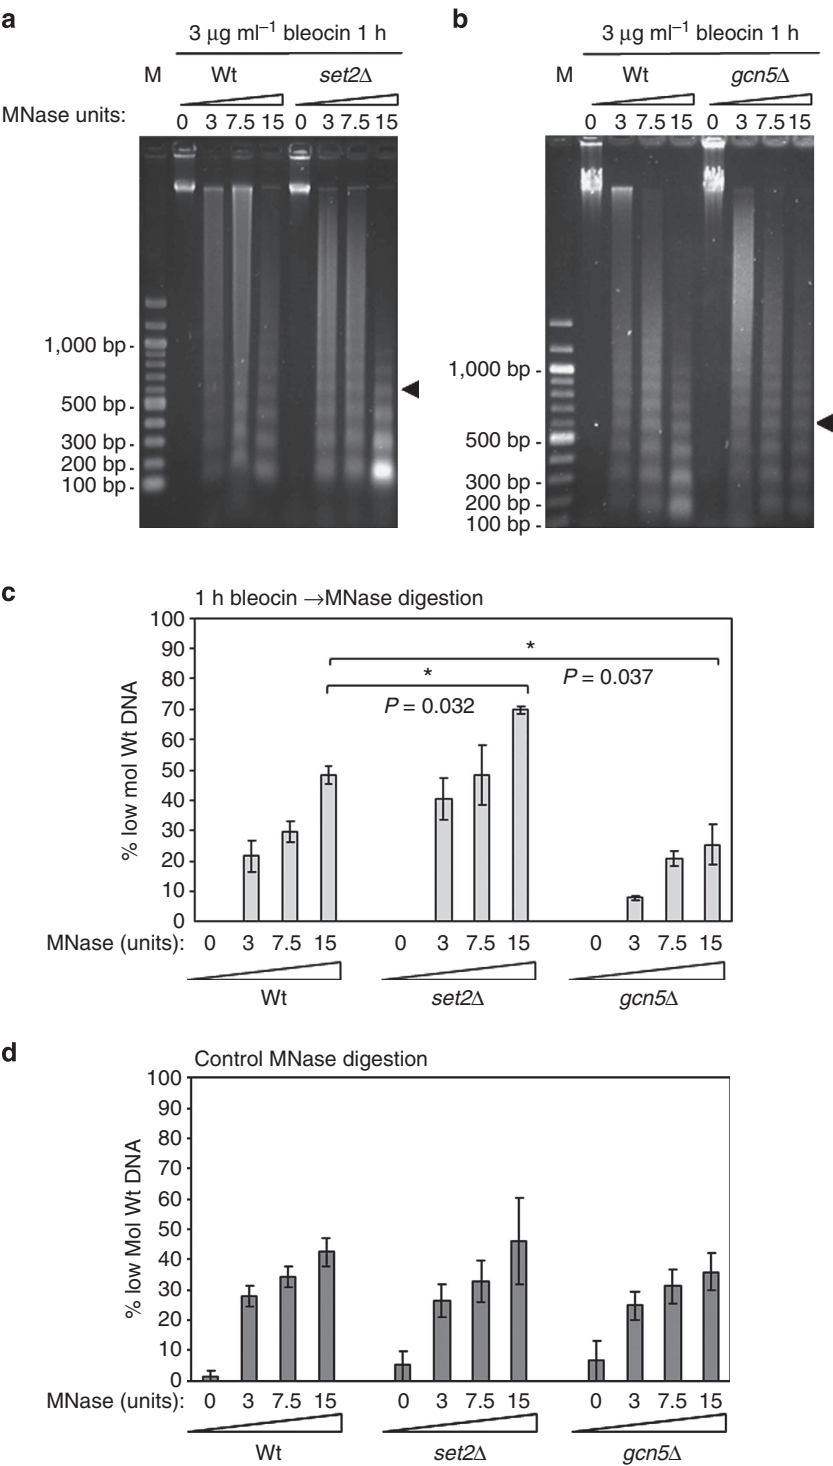 a
3 μg ml–1 bleocin 1 h
M Wt set2Δ
MNase units: 0 3 7.5 15 0 3 7.5 15
1,000 bp
500 bp
300 bp
200 bp
100 bp
b
3 μg ml–1 bleocin 1 h
M Wt gcn5Δ
0 3 7.5 15 0 3 7.5 15
1,000 bp
500 bp
300 bp
200 bp
100 bp
c
1 h bleocin →MNase digestion
% low mol Wt DNA
100
90
80
70
60
50
40
30
20
10
0
*
P = 0.037
*
P = 0.032
MNase (units): 0 3 7.5 15 0 3 7.5 15 0 3 7.5 15
Wt set2Δ gcn5Δ
d
Control MNase digestion
% low Mol Wt DNA
100
90
80
70
60
50
40
30
20
10
0
MNase (units): 0 3 7.5 15 0 3 7.5 15 0 3 7.5 15
Wt set2Δ gcn5Δ